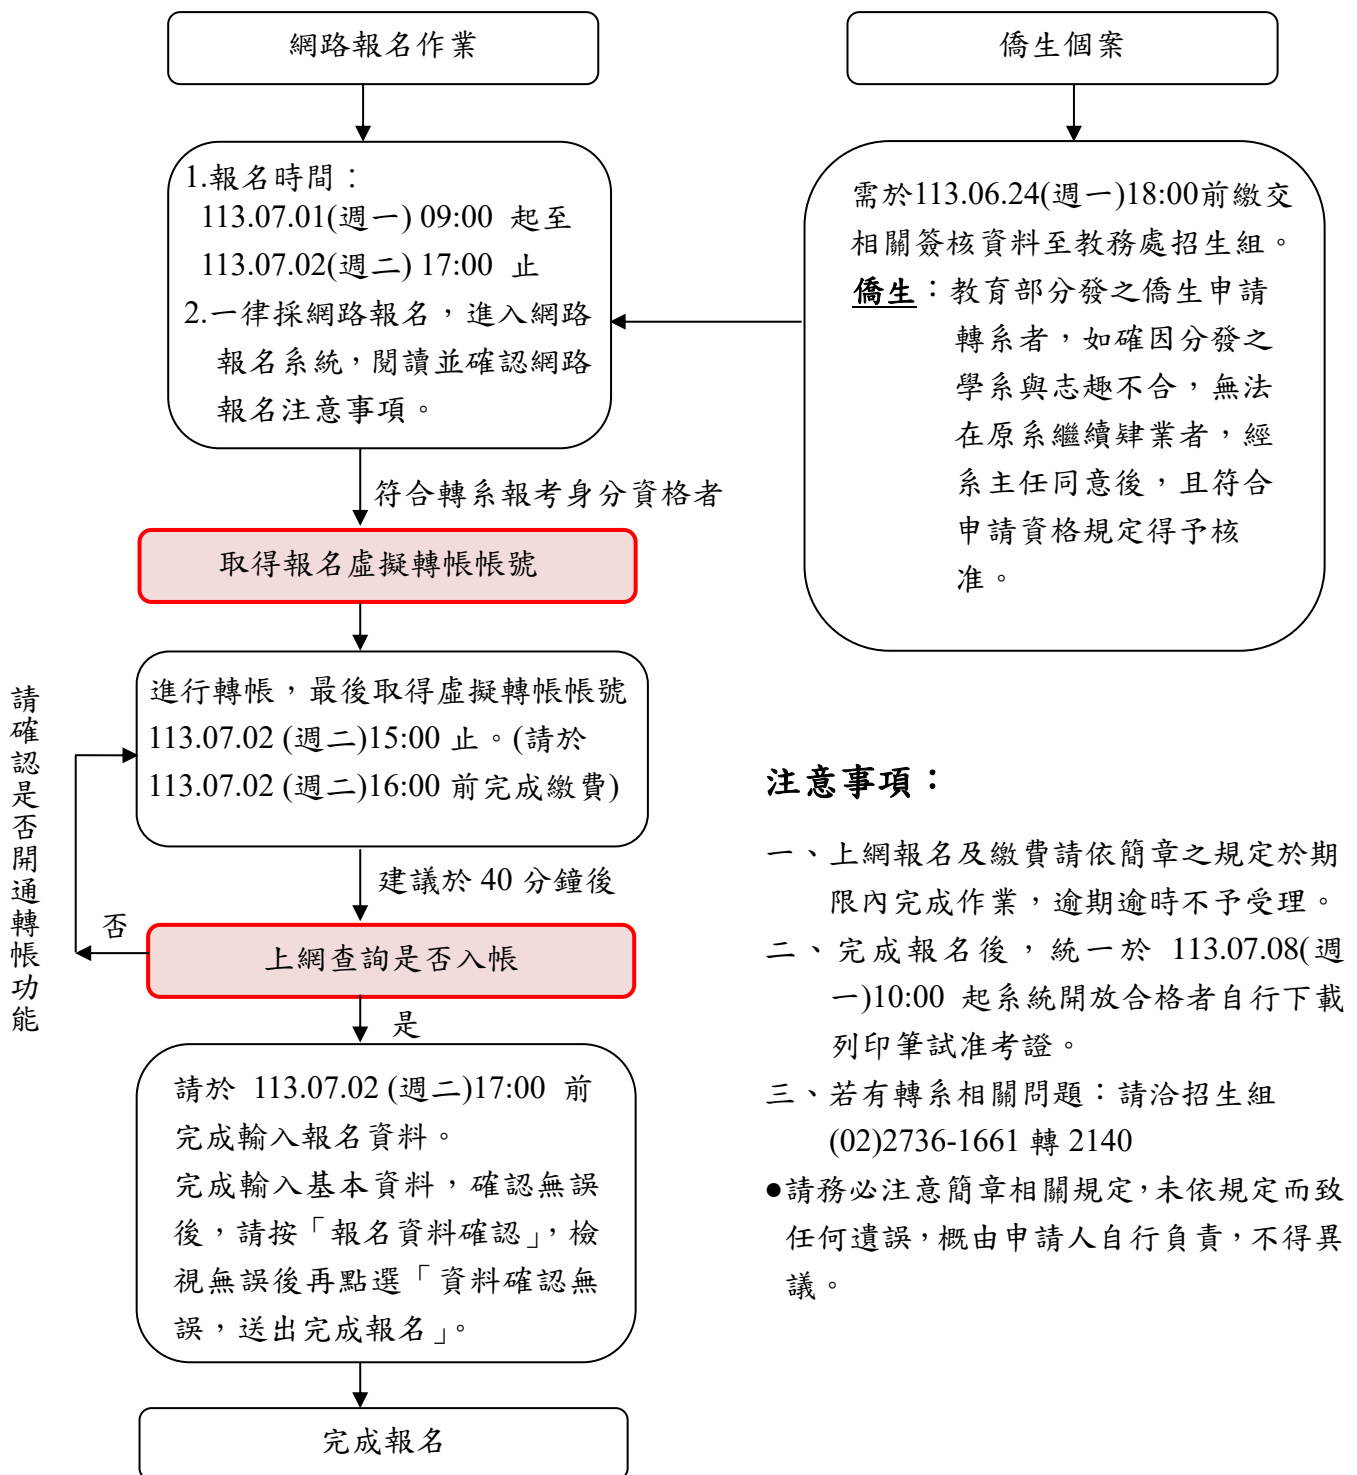 網路報名作業
1.報名時間：
113.07.01(週一) 09:00 起至
113.07.02(週二) 17:00 止
2.一律採網路報名，進入網路
報名系統，閱讀並確認網路
報名注意事項。
符合轉系報考身分資格者
取得報名虛擬轉帳帳號
進行轉帳，最後取得虛擬轉帳帳號
113.07.02 (週二)15:00 止。(請於
113.07.02 (週二)16:00 前完成繳費)
建議於 40 分鐘後
請確認是否開通轉帳功能
否
上網查詢是否入帳
是
請於 113.07.02 (週二)17:00 前
完成輸入報名資料。
完成輸入基本資料，確認無誤
後，請按「報名資料確認」，檢
視無誤後再點選「資料確認無
誤，送出完成報名」。
完成報名
僑生個案
需於113.06.24(週一)18:00前繳交
相關簽核資料至教務處招生組。
僑生：教育部分發之僑生申請
轉系者，如確因分發之
學系與志趣不合，無法
在原系繼續肄業者，經
系主任同意後，且符合
申請資格規定得予核
准。
注意事項：
一、上網報名及繳費請依簡章之規定於期
限內完成作業，逾期逾時不予受理。
二、完成報名後，統一於 113.07.08(週
一)10:00 起系統開放合格者自行下載
列印筆試准考證。
三、若有轉系相關問題：請洽招生組
(02)2736-1661 轉 2140
●請務必注意簡章相關規定，未依規定而致
任何遺誤，概由申請人自行負責，不得異
議。